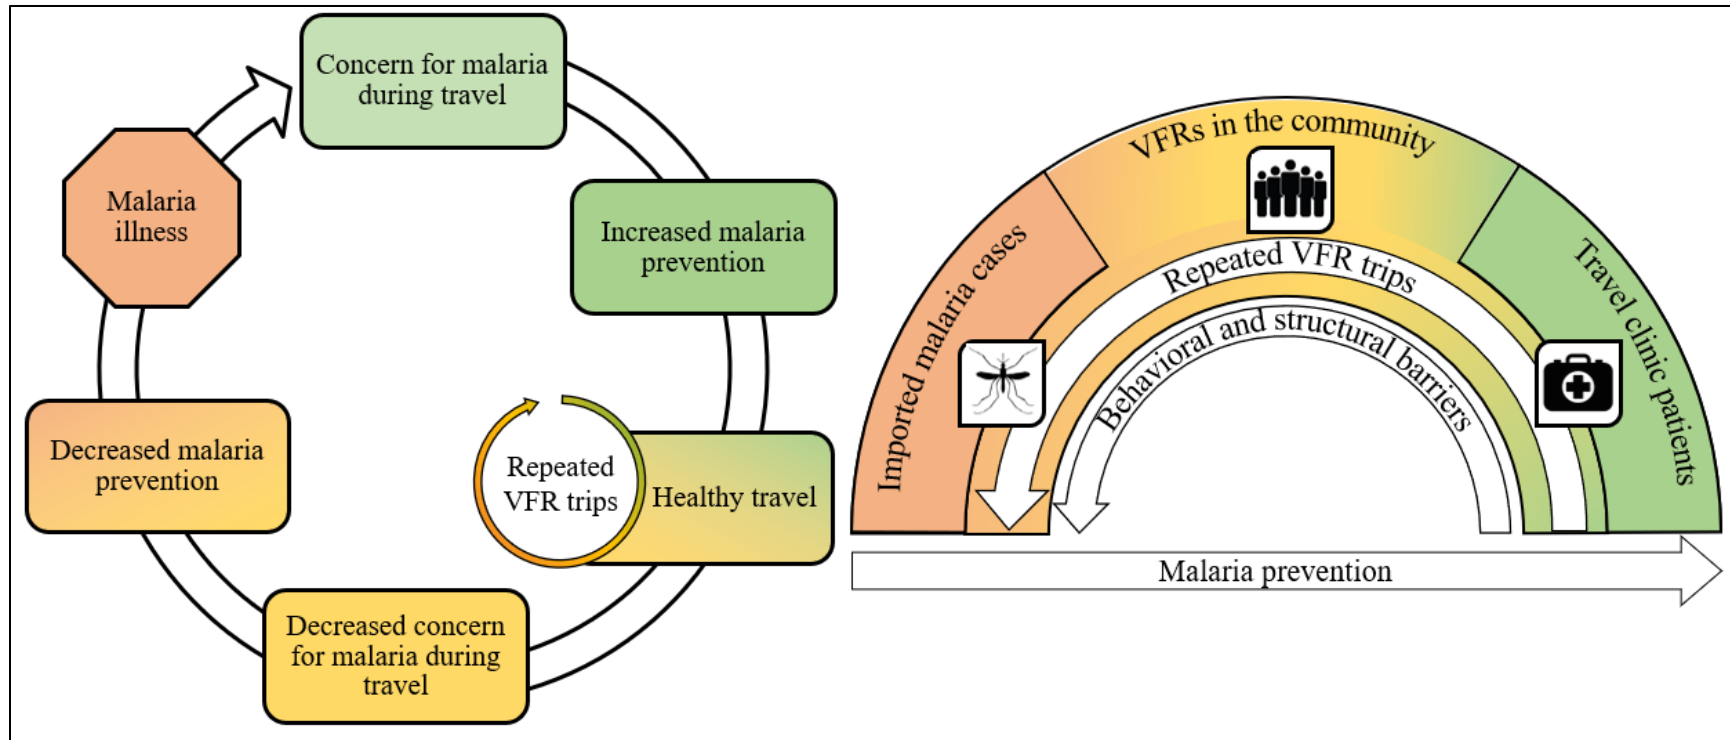 Concern for malaria
during travel
Increased malaria
prevention
Healthy travel
Repeated
VFR trips
Decreased concern
for malaria during
travel
Decreased malaria
prevention
Malaria
illness
Imported malaria cases
VFRs in the community
Travel clinic patients
Repeated VFR trips
Behavioral and structural barriers
Malaria prevention